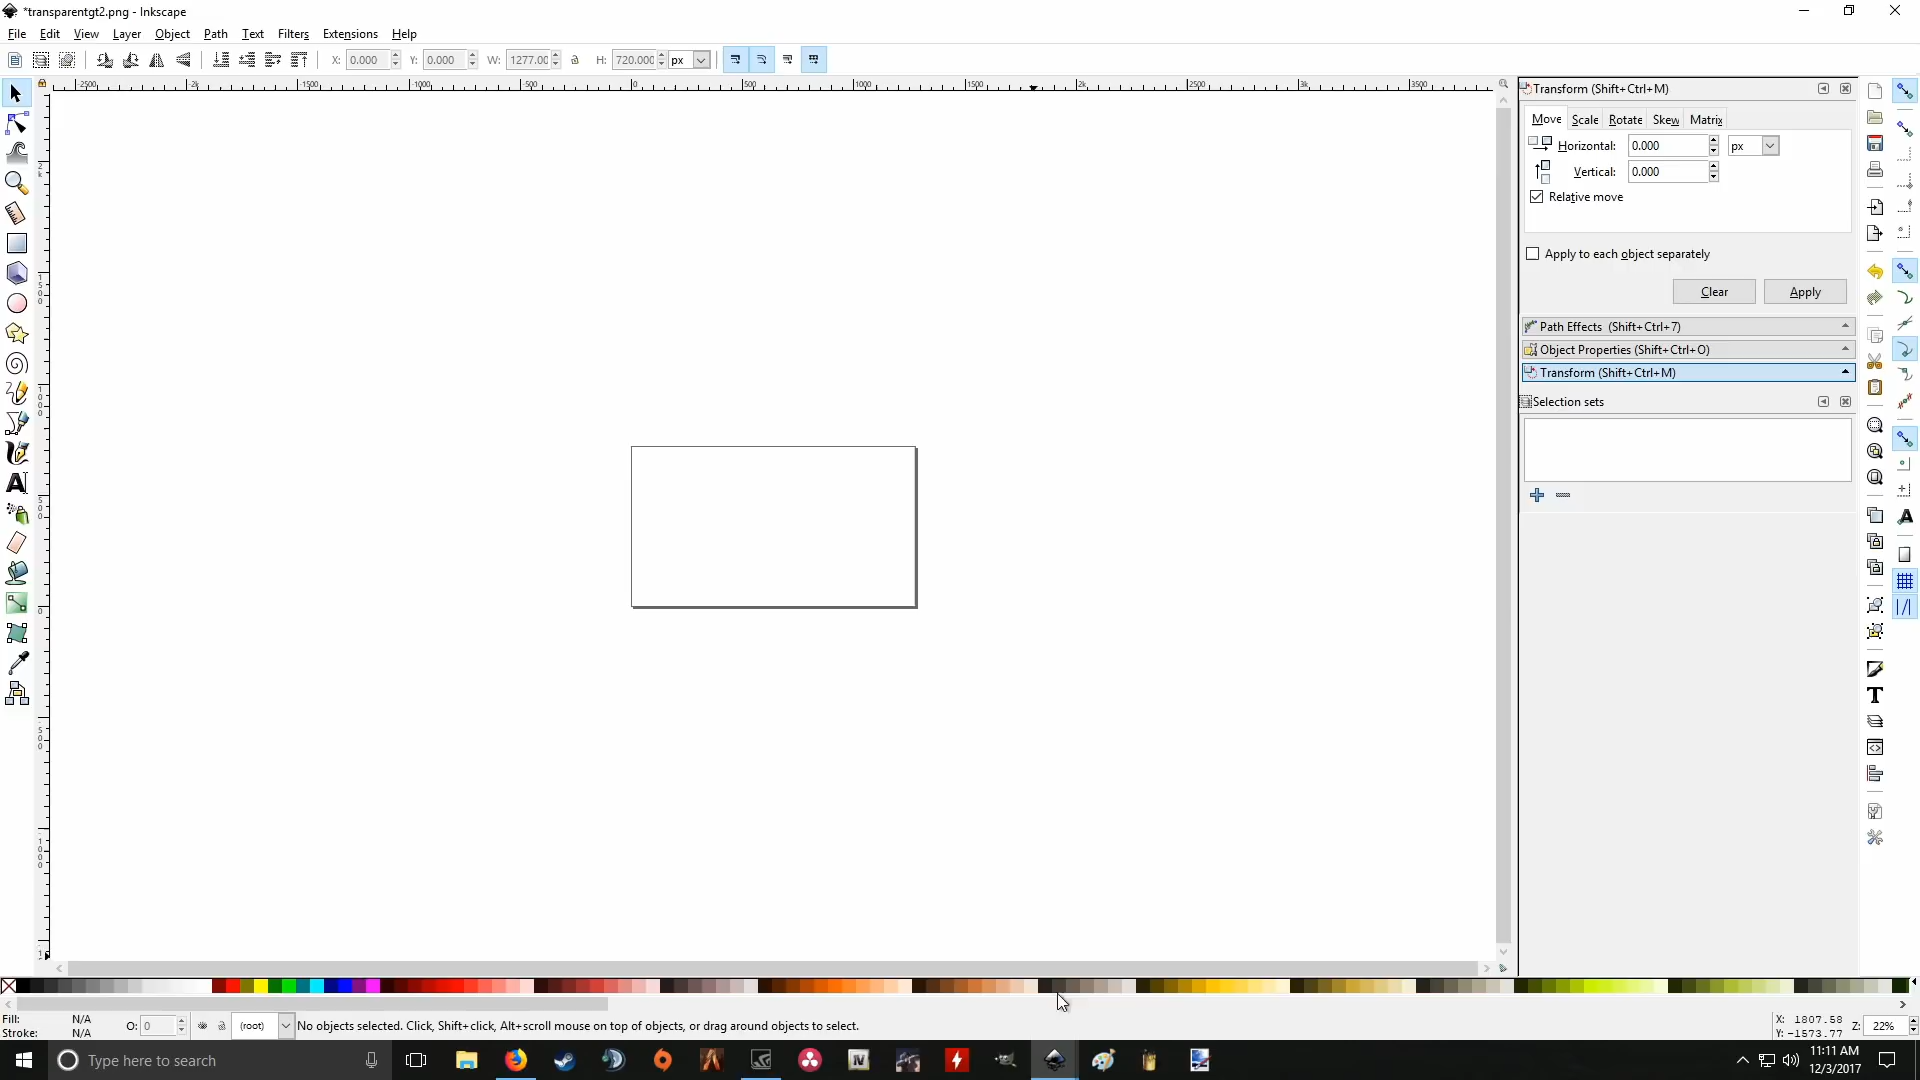 *transparentgt2.png - Inkscape
File Edit View Layer Object Path Text Filters Extensions Help
X: 0.000 Y: 0.000 W: 1277.00 H: 720.000 px
Transform (Shift+Ctrl+M)
Move Scale Rotate Skew Matrix
Horizontal: 0.000 px
Vertical: 0.000
Relative move
Apply to each object separately
Clear Apply
Path Effects (Shift+Ctrl+7)
Object Properties (Shift+Ctrl+O)
Transform (Shift+Ctrl+M)
Selection sets
Fill: N/A
Stroke: N/A
O: 0 (root) No objects selected. Click, Shift+click, Alt+scroll mouse on top of objects, or drag around objects to select.
X: 1807.58
Y: -1573.77
Z: 22%
Type here to search
11:11 AM
12/3/2017